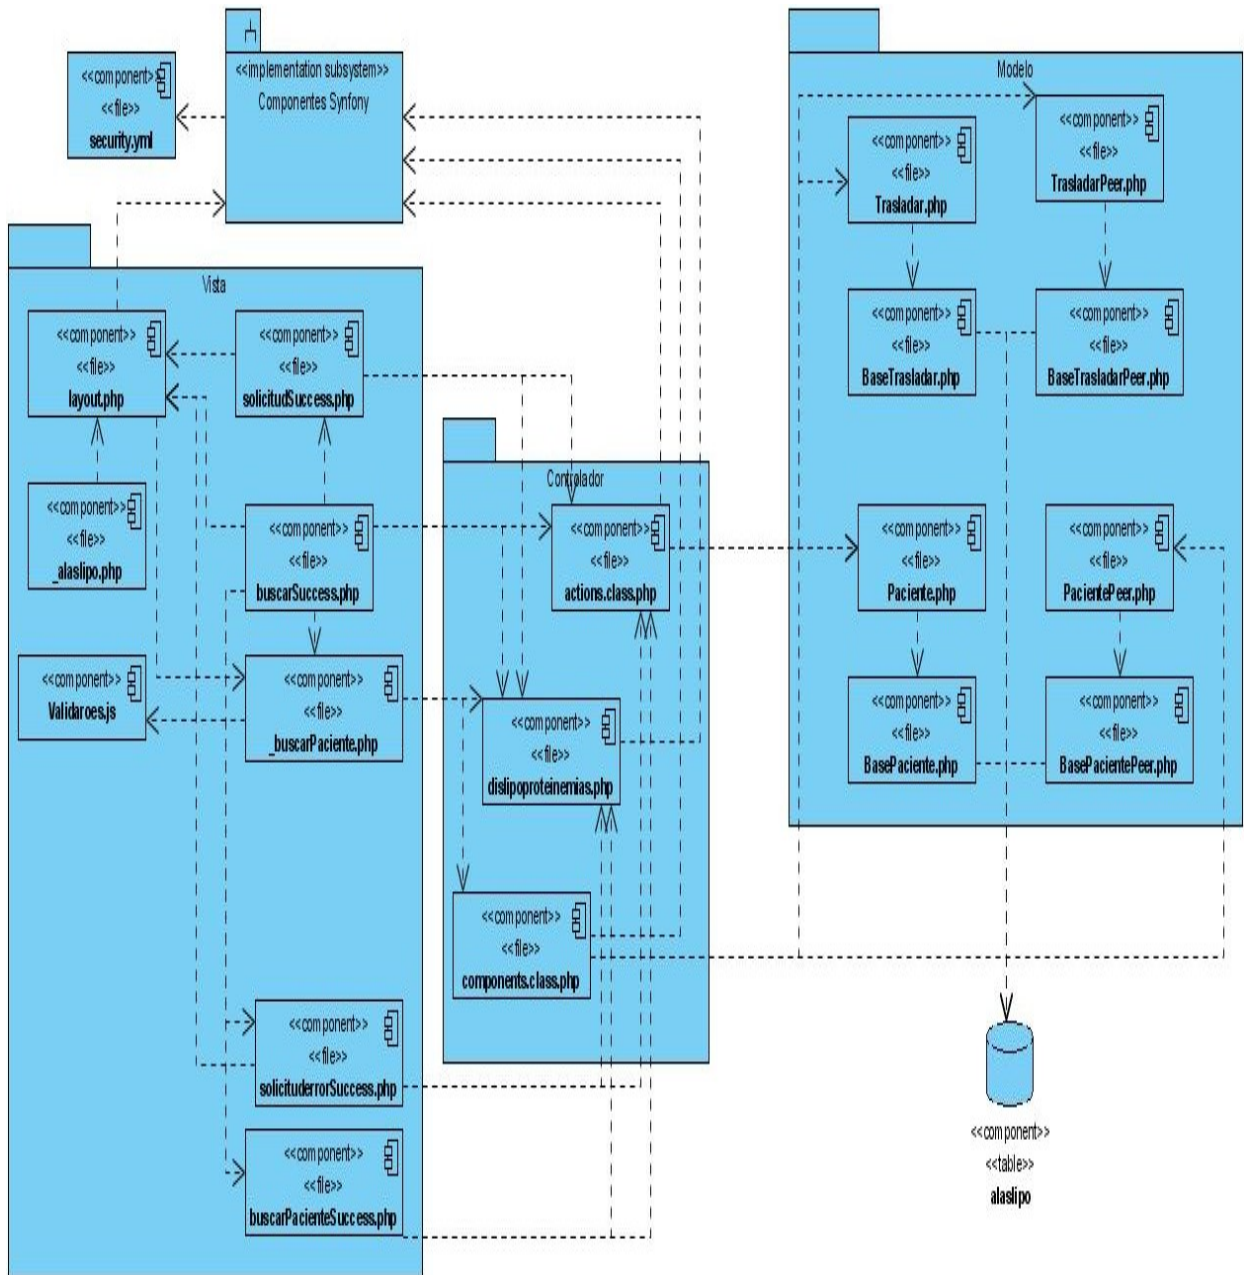 <<implementation subsystem>>
Componentes Synfony
<<component>>
<<file>>
security.yml
Vista
<<component>>
<<file>>
layout.php
<<component>>
<<file>>
solicitudSuccess.php
<<component>>
<<file>>
_alaslipo.php
<<component>>
<<file>>
buscarSuccess.php
<<component>>
Validaroes.js
<<component>>
<<file>>
_buscarPaciente.php
<<component>>
<<file>>
solicituderrorSuccess.php
<<component>>
<<file>>
buscarPacienteSuccess.php
Controlador
<<component>>
<<file>>
actions.class.php
<<component>>
<<file>>
dislipoproteinemias.php
<<component>>
<<file>>
components.class.php
Modelo
<<component>>
<<file>>
Trasladar.php
<<component>>
<<file>>
TrasladarPeer.php
<<component>>
<<file>>
BaseTrasladar.php
<<component>>
<<file>>
BaseTrasladarPeer.php
<<component>>
<<file>>
Paciente.php
<<component>>
<<file>>
PacientePeer.php
<<component>>
<<file>>
BasePaciente.php
<<component>>
<<file>>
BasePacientePeer.php
<<component>>
<<table>>
alaslipo